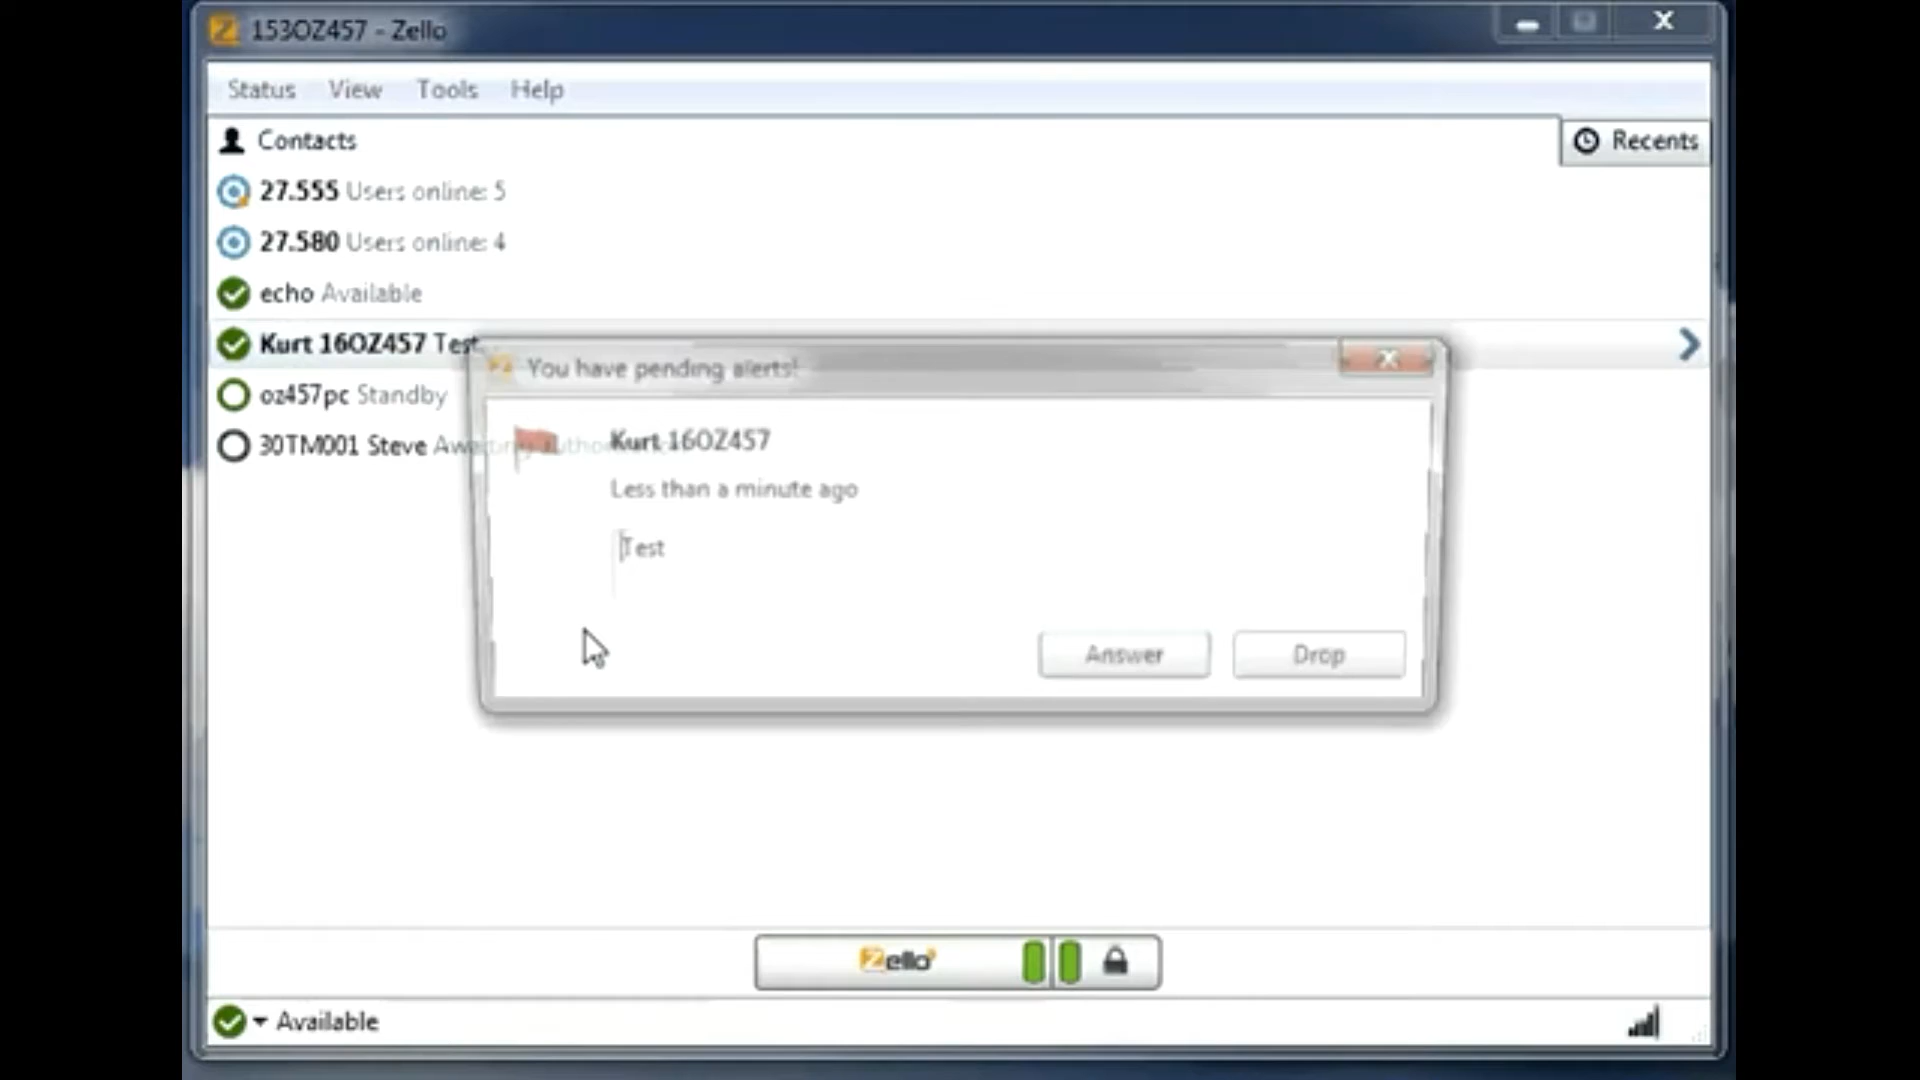 153OZ457 - Zello
Status View Tools Help
Contacts
Recents
27.555 Users online: 5
27.580 Users online: 4
echo Available
Kurt 16OZ457 Test
oz457pc Standby
30TM001 Steve Awaiting autho
You have pending alerts!
Kurt 16OZ457
Less than a minute ago
Test
Answer Drop
Zello
Available